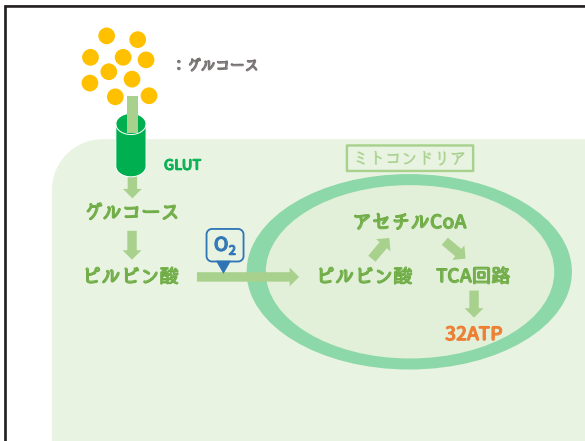 ：グルコース
GLUT
ミトコンドリア
グルコース
アセチルCoA
O2
ピルビン酸
ピルビン酸
TCA回路
32ATP